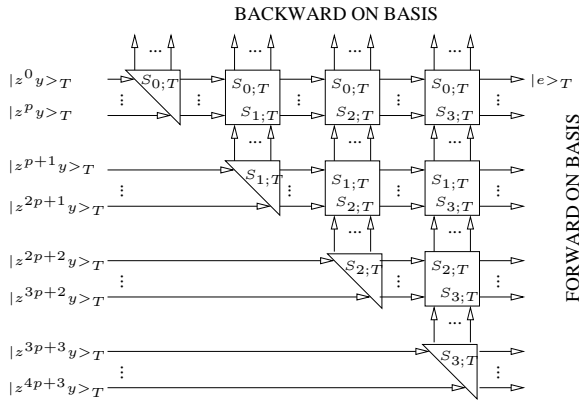 BACKWARD ON BASIS
... ... ... ...
|z^0 y>_T S_{0;T} S_{0;T} S_{0;T} S_{0;T} |e>_T
⋮ ⋮ ⋮ ⋮ ⋮
|z^p y>_T S_{1;T} S_{2;T} S_{3;T}
... ... ...
|z^{p+1} y>_T S_{1;T} S_{1;T} S_{1;T}
⋮ ⋮ ⋮ ⋮
|z^{2p+1} y>_T S_{2;T} S_{3;T}
... ...
|z^{2p+2} y>_T S_{2;T} S_{2;T}
⋮ ⋮ ⋮
|z^{3p+2} y>_T S_{3;T}
...
|z^{3p+3} y>_T S_{3;T}
⋮ ⋮
|z^{4p+3} y>_T
FORWARD ON BASIS